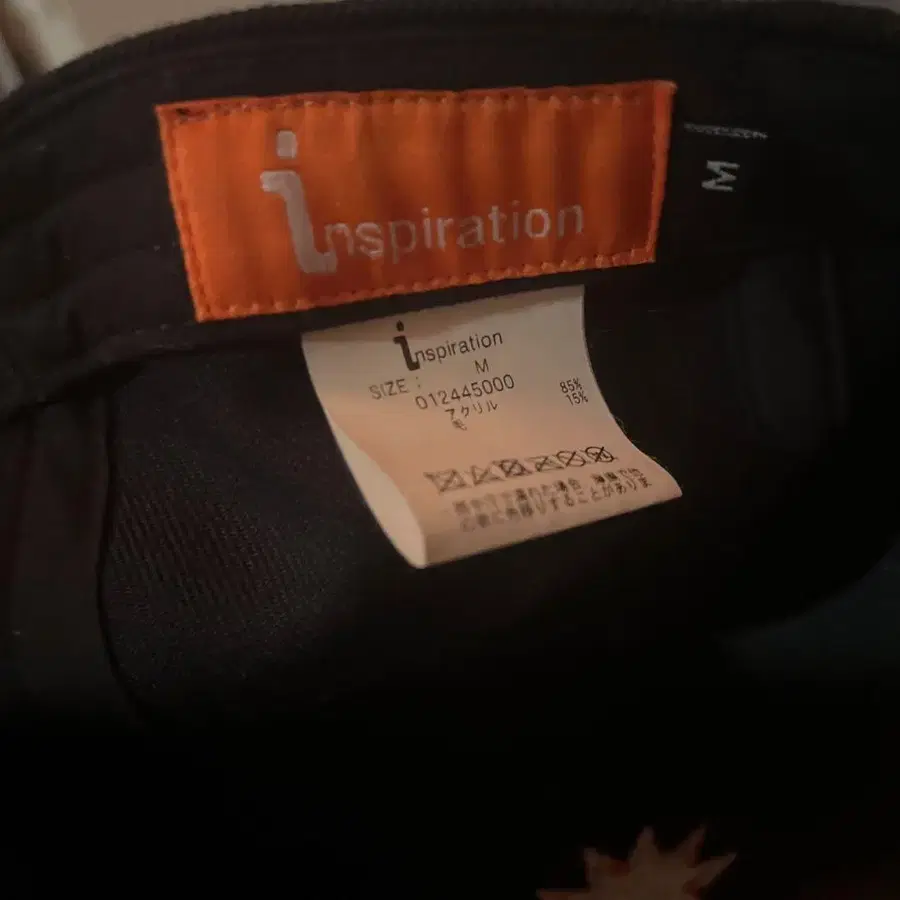 inspiration
M
inspiration
SIZE : M
012445000
アクリル 85%
毛 15%